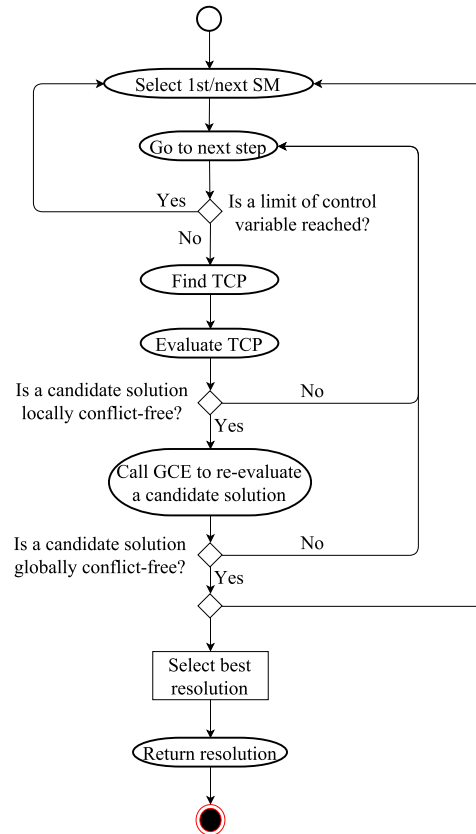 Select 1st/next SM
Go to next step
Yes
Is a limit of control
variable reached?
No
Find TCP
Evaluate TCP
Is a candidate solution
locally conflict-free?
No
Yes
Call GCE to re-evaluate
a candidate solution
Is a candidate solution
globally conflict-free?
No
Yes
Select best
resolution
Return resolution